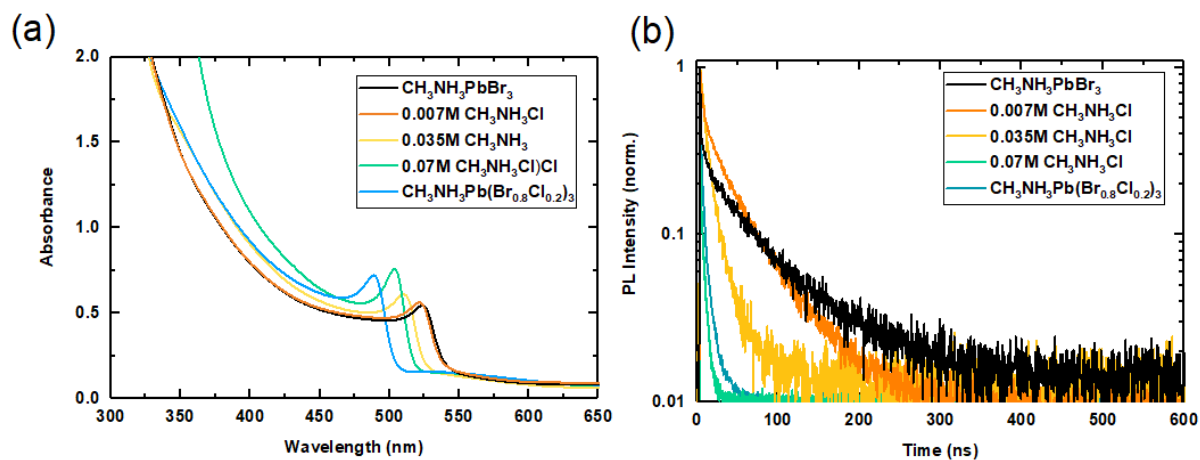 (a)
2.0
1.5
1.0
0.5
0.0
Absorbance
CH₃NH₃PbBr₃
0.007M CH₃NH₃Cl
0.035M CH₃NH₃
0.07M CH₃NH₃Cl)Cl
CH₃NH₃Pb(Br₀.₈Cl₀.₂)₃
300 350 400 450 500 550 600 650
Wavelength (nm)
(b)
1
0.1
0.01
PL Intensity (norm.)
CH₃NH₃PbBr₃
0.007M CH₃NH₃Cl
0.035M CH₃NH₃Cl
0.07M CH₃NH₃Cl
CH₃NH₃Pb(Br₀.₈Cl₀.₂)₃
0 100 200 300 400 500 600
Time (ns)